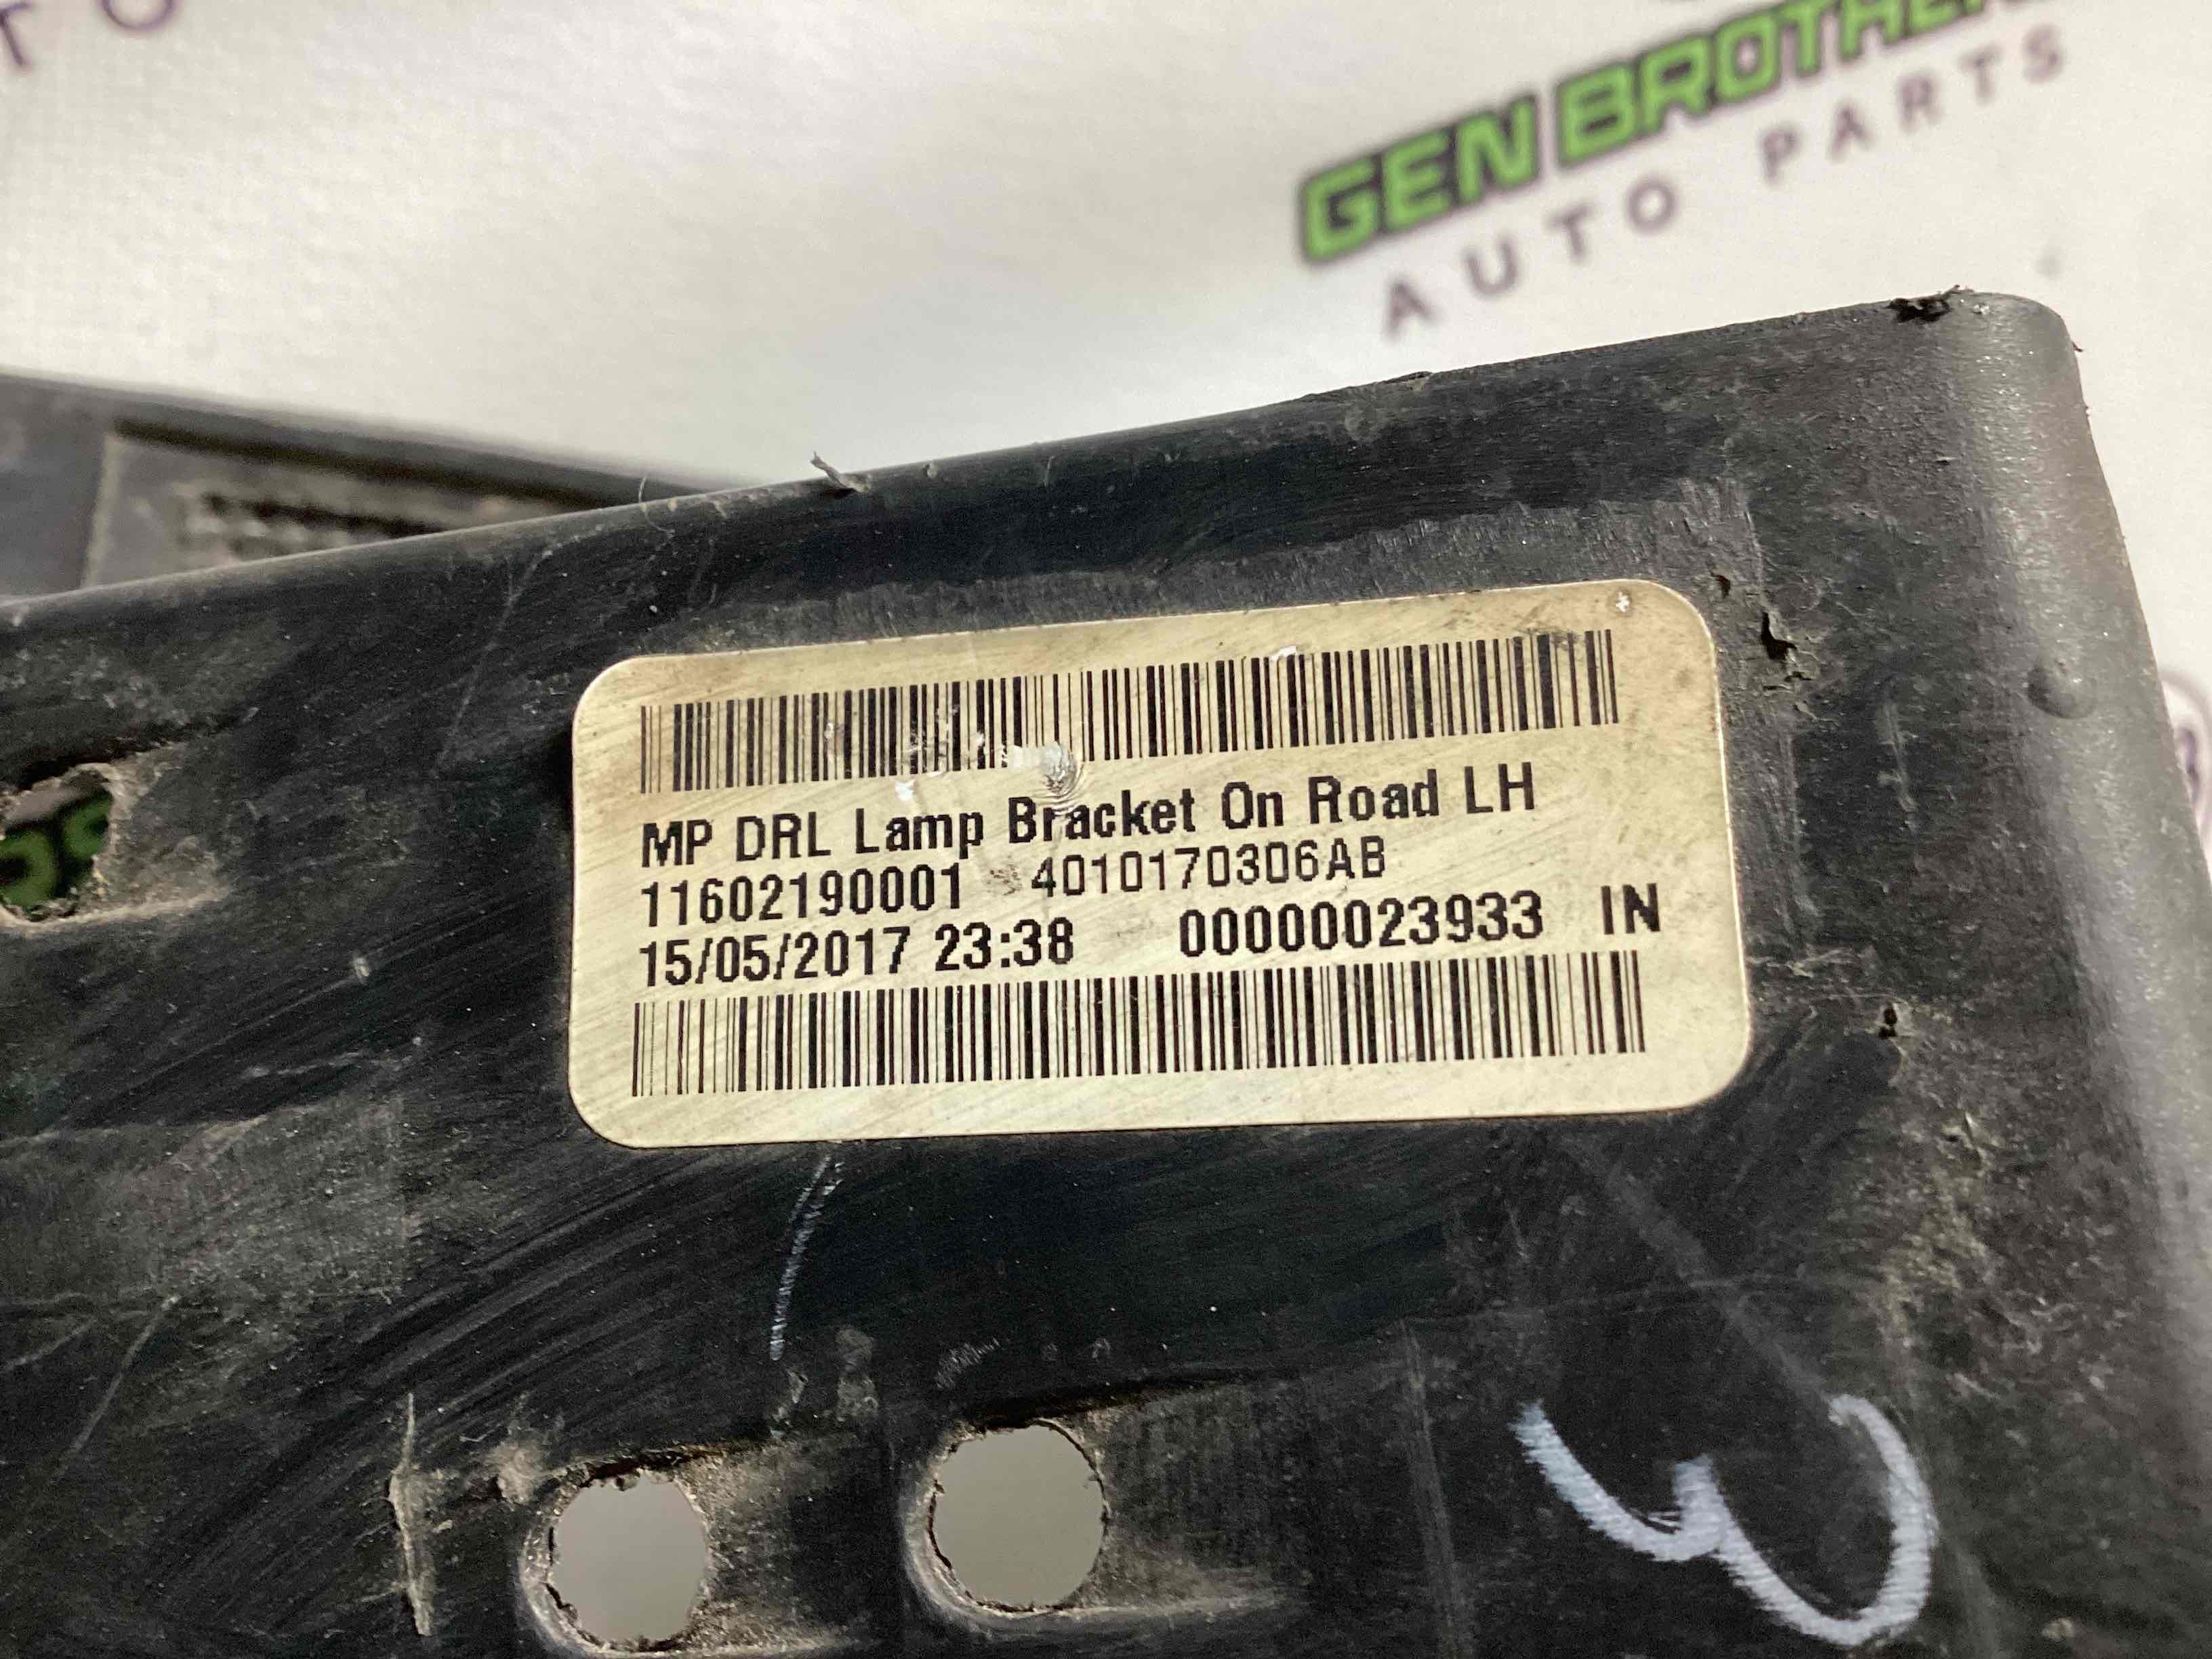 GEN BROTHERS
AUTO PARTS
MP DRL Lamp Bracket On Road LH
11602190001 4010170306AB
15/05/2017 23:38 00000023933 IN